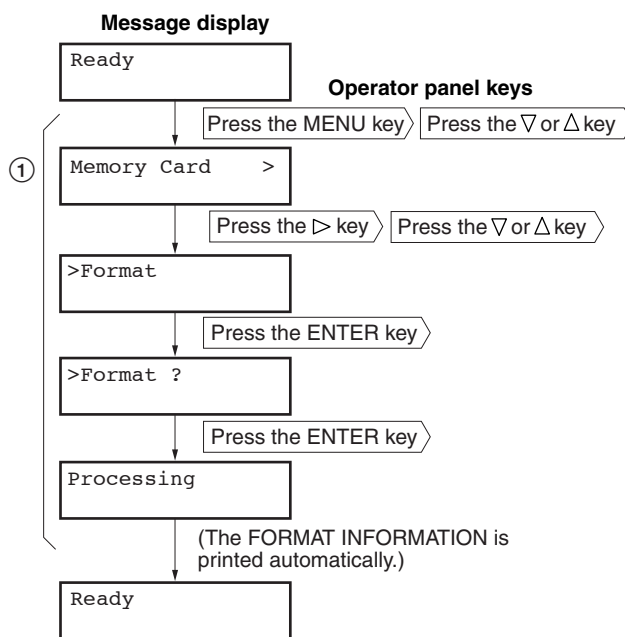 Message display
Ready
Operator panel keys
Press the MENU key
Press the ▽ or △ key
①
Memory Card >
Press the ▷ key
Press the ▽ or △ key
>Format
Press the ENTER key
>Format ?
Press the ENTER key
Processing
(The FORMAT INFORMATION is
printed automatically.)
Ready